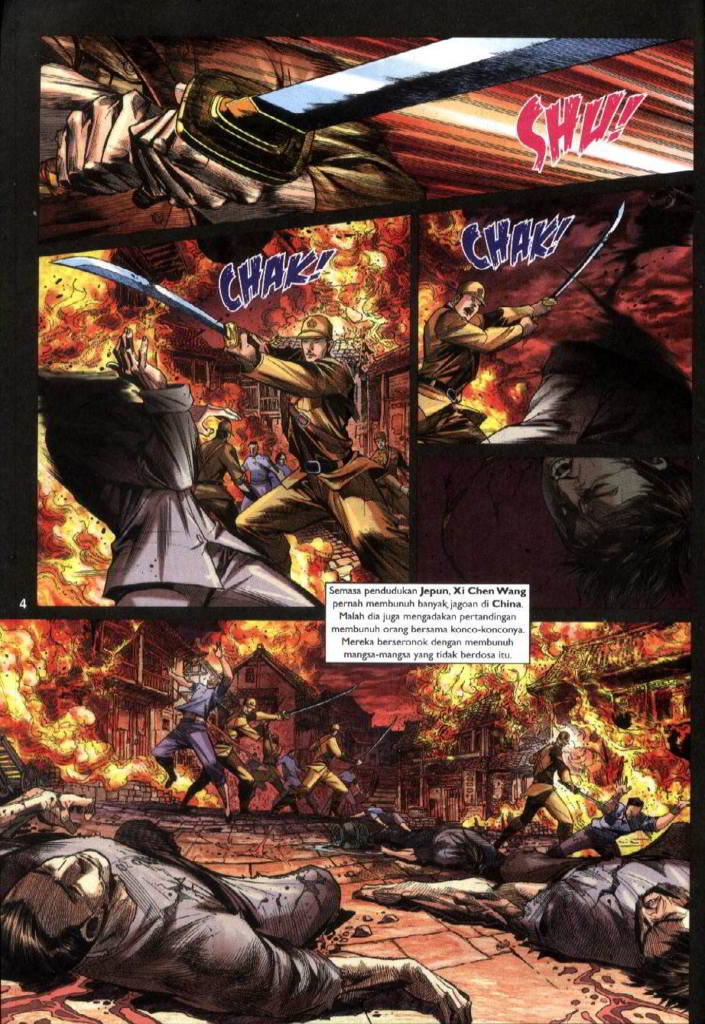 SHU!!
CHAK!
CHAK!
4
Semasa pendudukan Jepun, Xi Chen Wang
pernah membunuh banyak jagoan di China.
Malah dia juga mengadakan pertandingan
membunuh orang bersama konco-konconya.
Mereka berseronok dengan membunuh
mangsa-mangsa yang tidak berdosa itu.